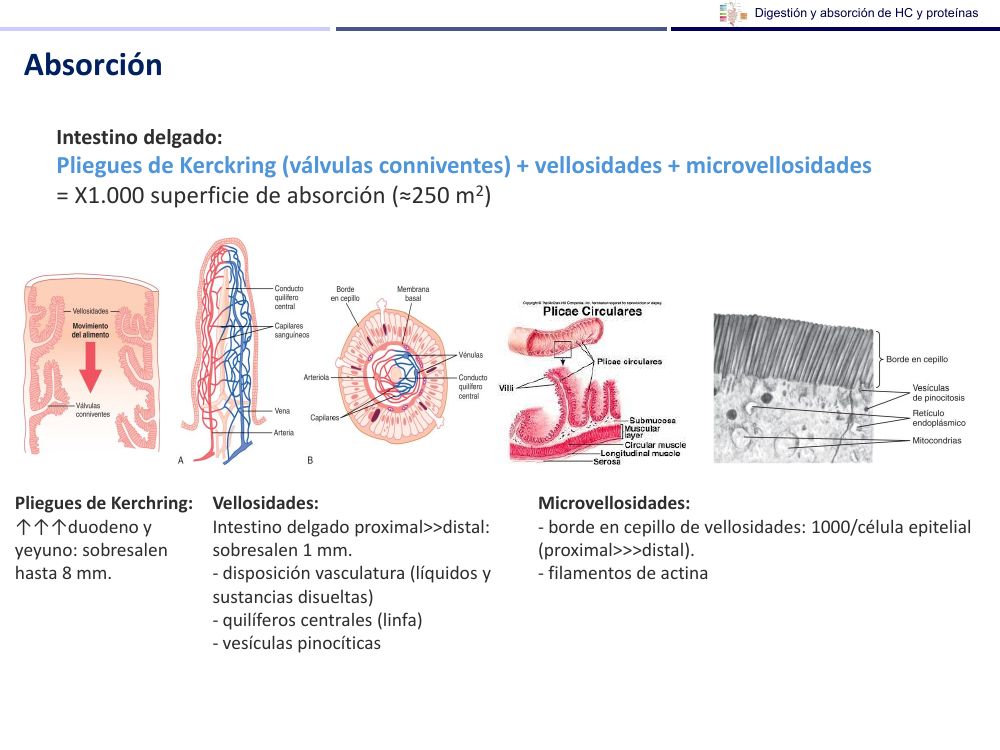 Digestión y absorción de HC y proteínas
Absorción
Intestino delgado:
Pliegues de Kerckring (válvulas conniventes) + vellosidades + microvellosidades
= X1.000 superficie de absorción (≈250 m²)
Vellosidades
Movimiento
del alimento
Válvulas
conniventes
Conducto
quilífero
central
Capilares
sanguíneos
Vena
Arteria
A
Borde
en cepillo
Membrana
basal
Vénulas
Arteriola
Conducto
quilífero
central
Capilares
B
Plicae Circulares
Plicae circulares
Villi
Submucosa
Muscular
layer
Circular muscle
Longitudinal muscle
Serosa
Borde en cepillo
Vesículas
de pinocitosis
Retículo
endoplásmico
Mitocondrias
Pliegues de Kerchring:
↑↑↑duodeno y
yeyuno: sobresalen
hasta 8 mm.
Vellosidades:
Intestino delgado proximal>>distal:
sobresalen 1 mm.
- disposición vasculatura (líquidos y
sustancias disueltas)
- quilíferos centrales (linfa)
- vesículas pinocíticas
Microvellosidades:
- borde en cepillo de vellosidades: 1000/célula epitelial
(proximal>>>distal).
- filamentos de actina